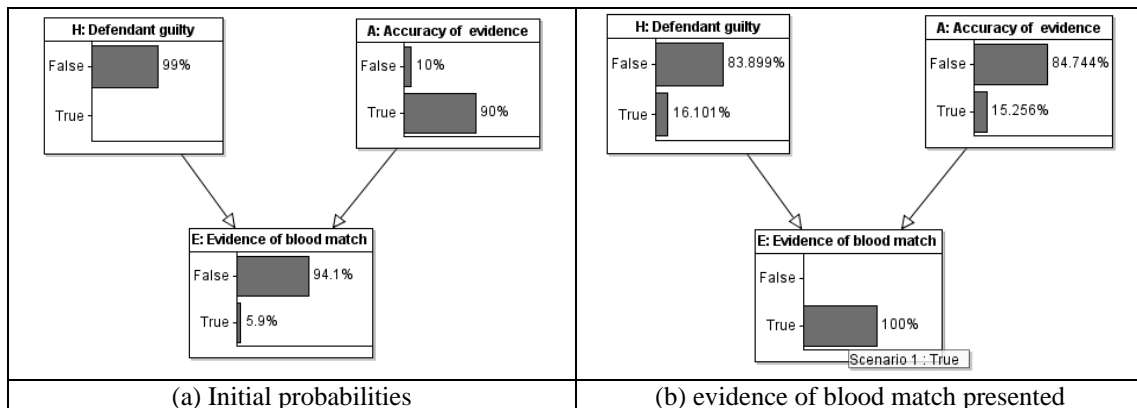 H: Defendant guilty
False
99%
True
A: Accuracy of evidence
False
10%
True
90%
E: Evidence of blood match
False
94.1%
True
5.9%
(a) Initial probabilities
H: Defendant guilty
False
83.899%
True
16.101%
A: Accuracy of evidence
False
84.744%
True
15.256%
E: Evidence of blood match
False
True
100%
Scenario 1 : True
(b) evidence of blood match presented